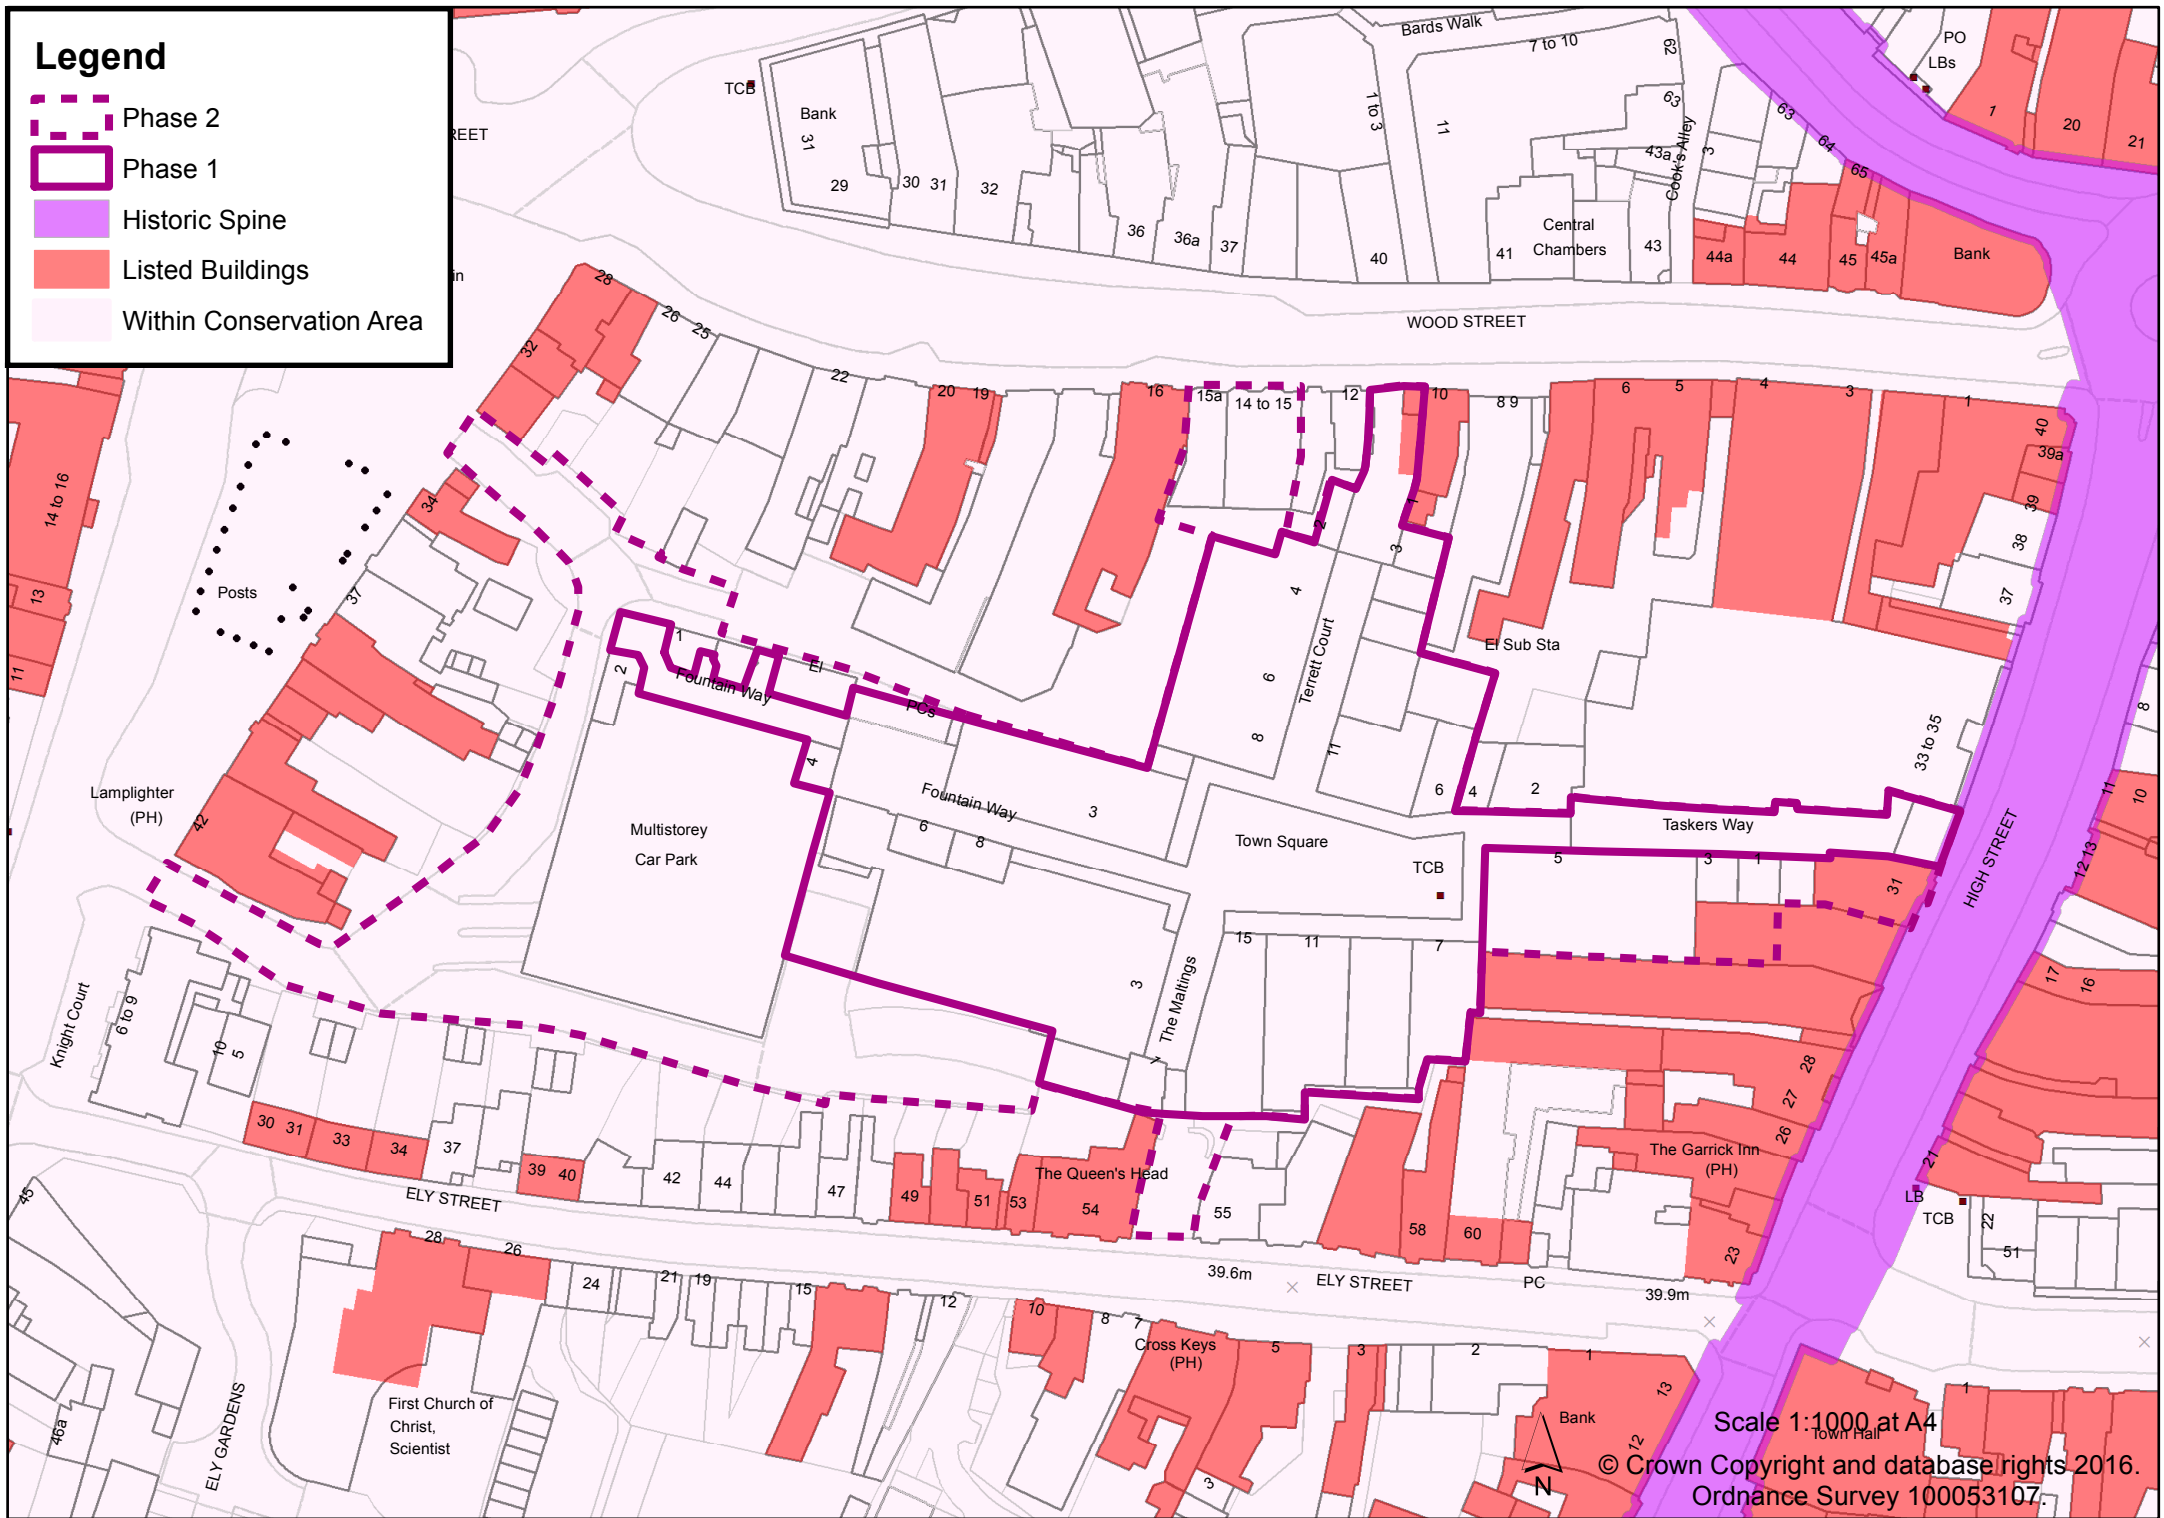 Legend
Phase 2
Phase 1
Historic Spine
Listed Buildings
Within Conservation Area
REET
in
TCB
Bank
31
29
30
31
32
36
36a
37
1 to 3
40
Bards Walk
7 to 10
62
11
63
43a
Cook's Alley
3
63
64
65
41
Central
Chambers
43
44a
44
45
45a
Bank
PO
LBs
1
20
21
WOOD STREET
28
26
25
32
22
20
19
16
15a
14 to 15
12
10
8 9
6
5
4
3
1
40
39a
39
38
37
14 to 16
13
11
34
Posts
37
1
2
3
2
4
6
8
Terrett Court
11
El Sub Sta
1
2
Fountain Way
El
PCs
4
Fountain Way
3
6
8
6
4
2
33 to 35
8
Lamplighter
(PH)
42
Multistorey
Car Park
Town Square
TCB
Taskers Way
5
3
1
31
HIGH STREET
11
10
12 13
17
16
15
11
7
3
The Maltings
1
Knight Court
6 to 9
10
5
28
27
26
The Garrick Inn
(PH)
23
21
LB
TCB
22
51
30
31
33
34
37
39
40
42
44
47
49
51
53
The Queen's Head
54
55
58
60
PC
ELY STREET
39.6m
ELY STREET
39.9m
45
46a
ELY GARDENS
28
26
24
21
19
15
12
10
8
7
Cross Keys
(PH)
5
3
2
1
13
12
Bank
3
First Church of
Christ,
Scientist
1
Town Hall
N
Scale 1:1000 at A4
© Crown Copyright and database rights 2016.
Ordnance Survey 100053107.